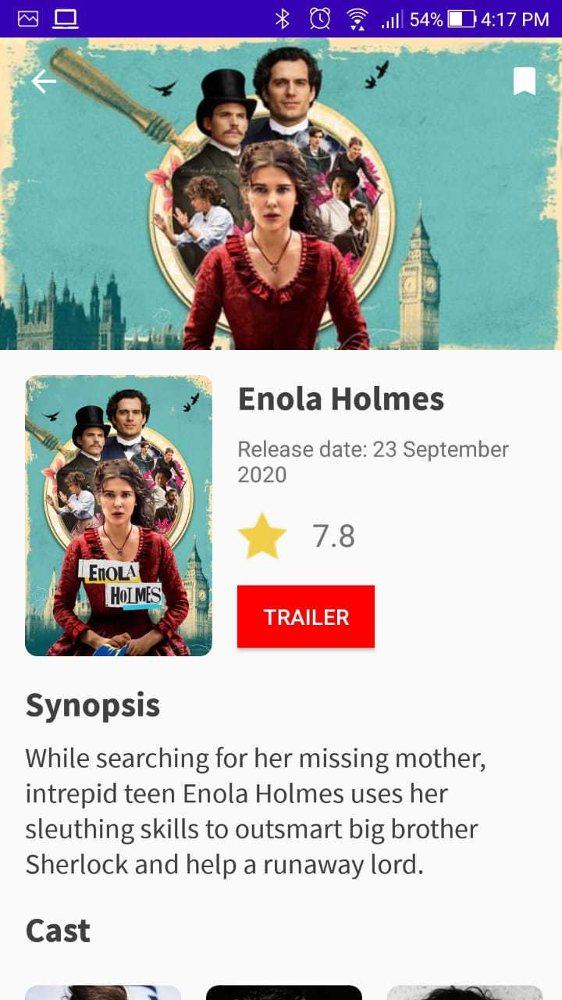 54% 4:17 PM
Enola Holmes
Release date: 23 September
2020
7.8
EnOLA
HoLMES
TRAILER
Synopsis
While searching for her missing mother,
intrepid teen Enola Holmes uses her
sleuthing skills to outsmart big brother
Sherlock and help a runaway lord.
Cast